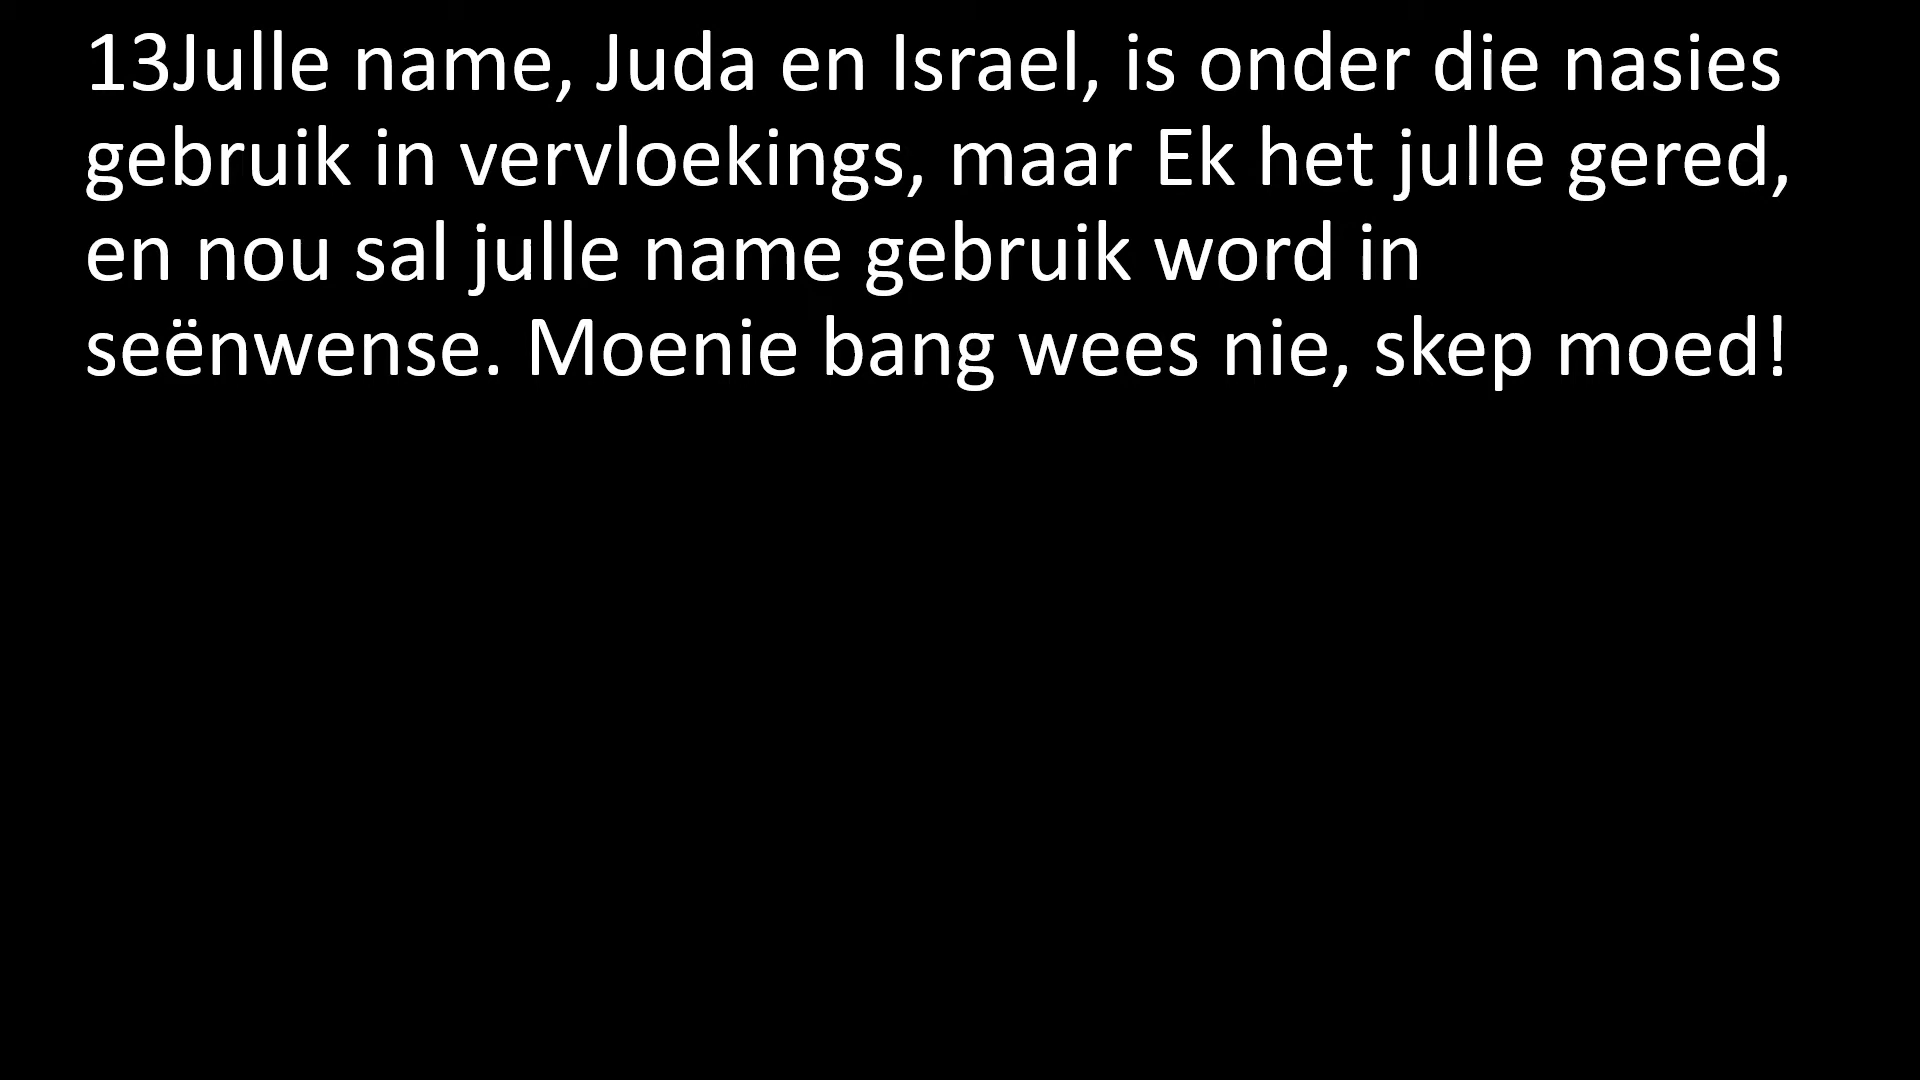 13Julle name, Juda en Israel, is onder die nasies
gebruik in vervloekings, maar Ek het julle gered,
en nou sal julle name gebruik word in
seënwense. Moenie bang wees nie, skep moed!